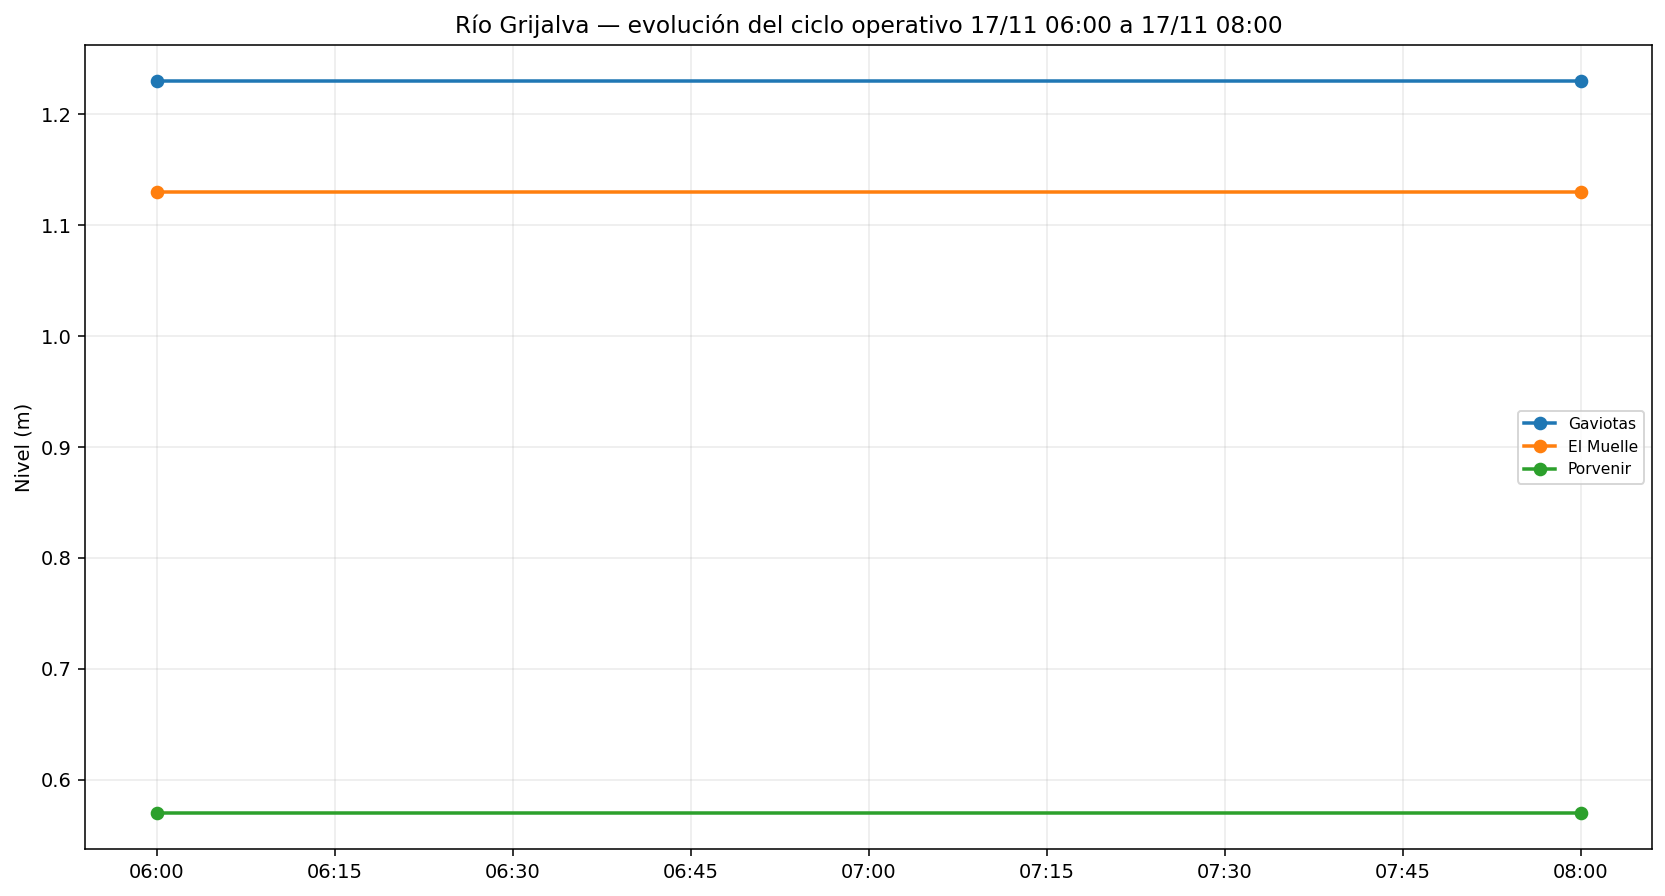 Río Grijalva — evolución del ciclo operativo 17/11 06:00 a 17/11 08:00
Nivel (m)
1.2
1.1
1.0
0.9
0.8
0.7
0.6
Gaviotas
El Muelle
Porvenir
06:00 06:15 06:30 06:45 07:00 07:15 07:30 07:45 08:00